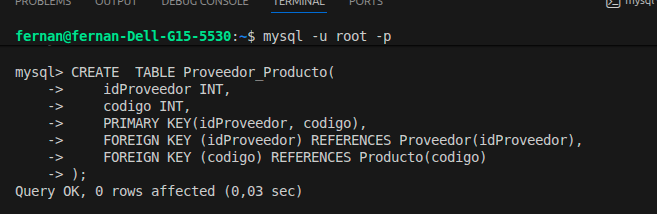 PROBLEMS OUTPUT DEBUG CONSOLE TERMINAL PORTS mysql
fernan@fernan-Dell-G15-5530:~$ mysql -u root -p
mysql> CREATE  TABLE Proveedor_Producto(
    ->     idProveedor INT,
    ->     codigo INT,
    ->     PRIMARY KEY(idProveedor, codigo),
    ->     FOREIGN KEY (idProveedor) REFERENCES Proveedor(idProveedor),
    ->     FOREIGN KEY (codigo) REFERENCES Producto(codigo)
    -> );
Query OK, 0 rows affected (0,03 sec)